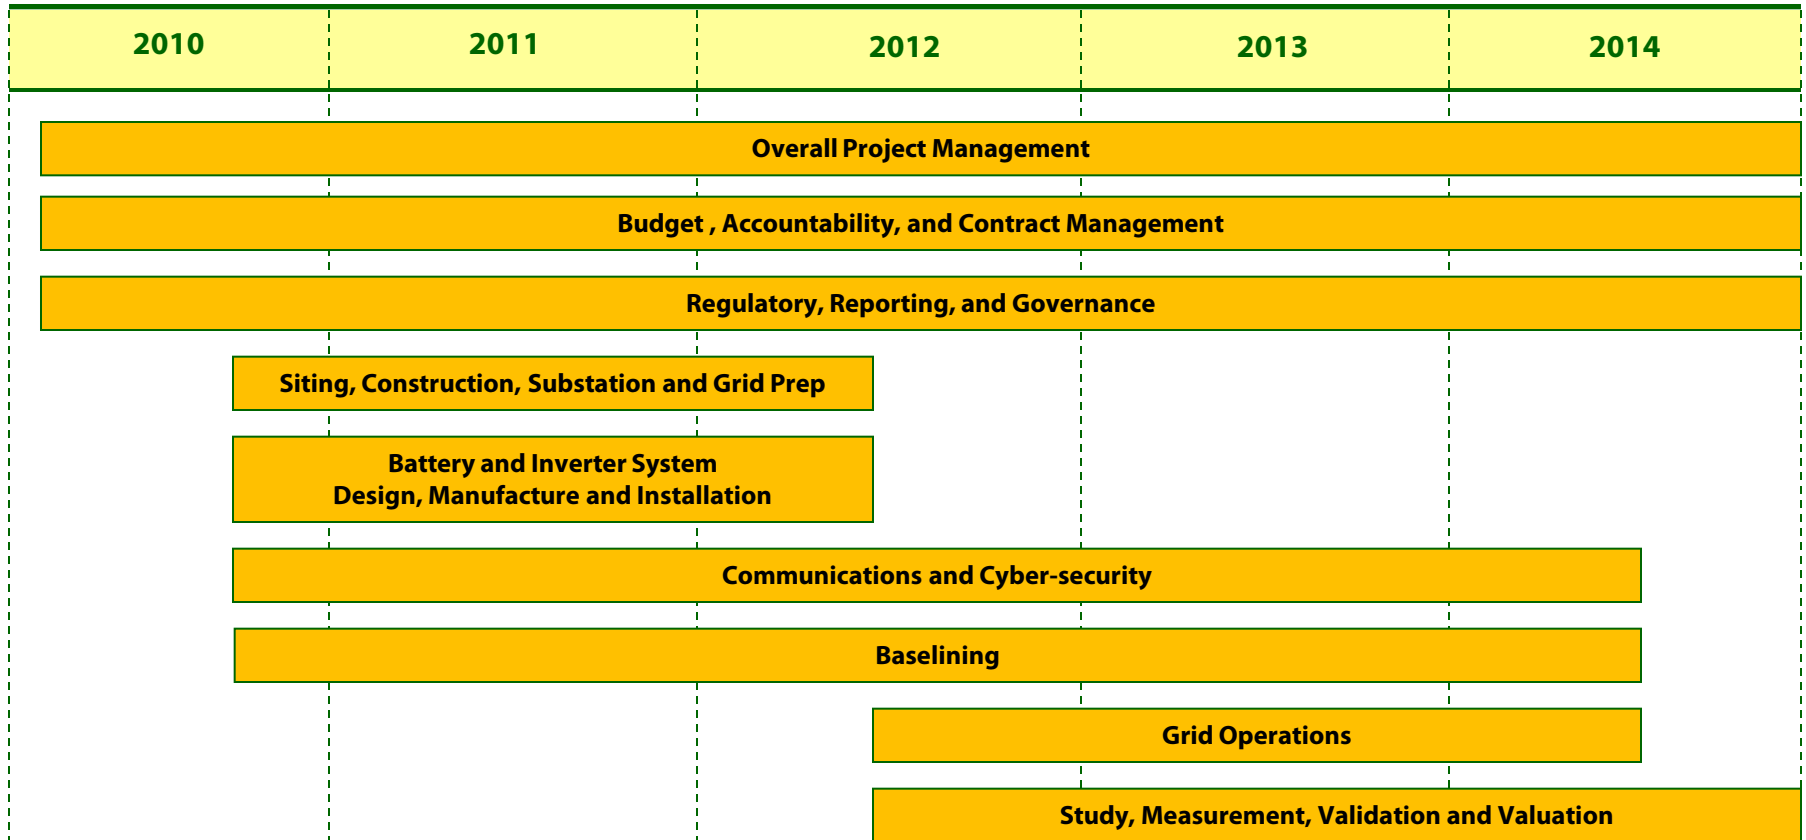 2010 2011 2012 2013 2014
Overall Project Management
Budget , Accountability, and Contract Management
Regulatory, Reporting, and Governance
Siting, Construction, Substation and Grid Prep
Battery and Inverter System
Design, Manufacture and Installation
Communications and Cyber-security
Baselining
Grid Operations
Study, Measurement, Validation and Valuation